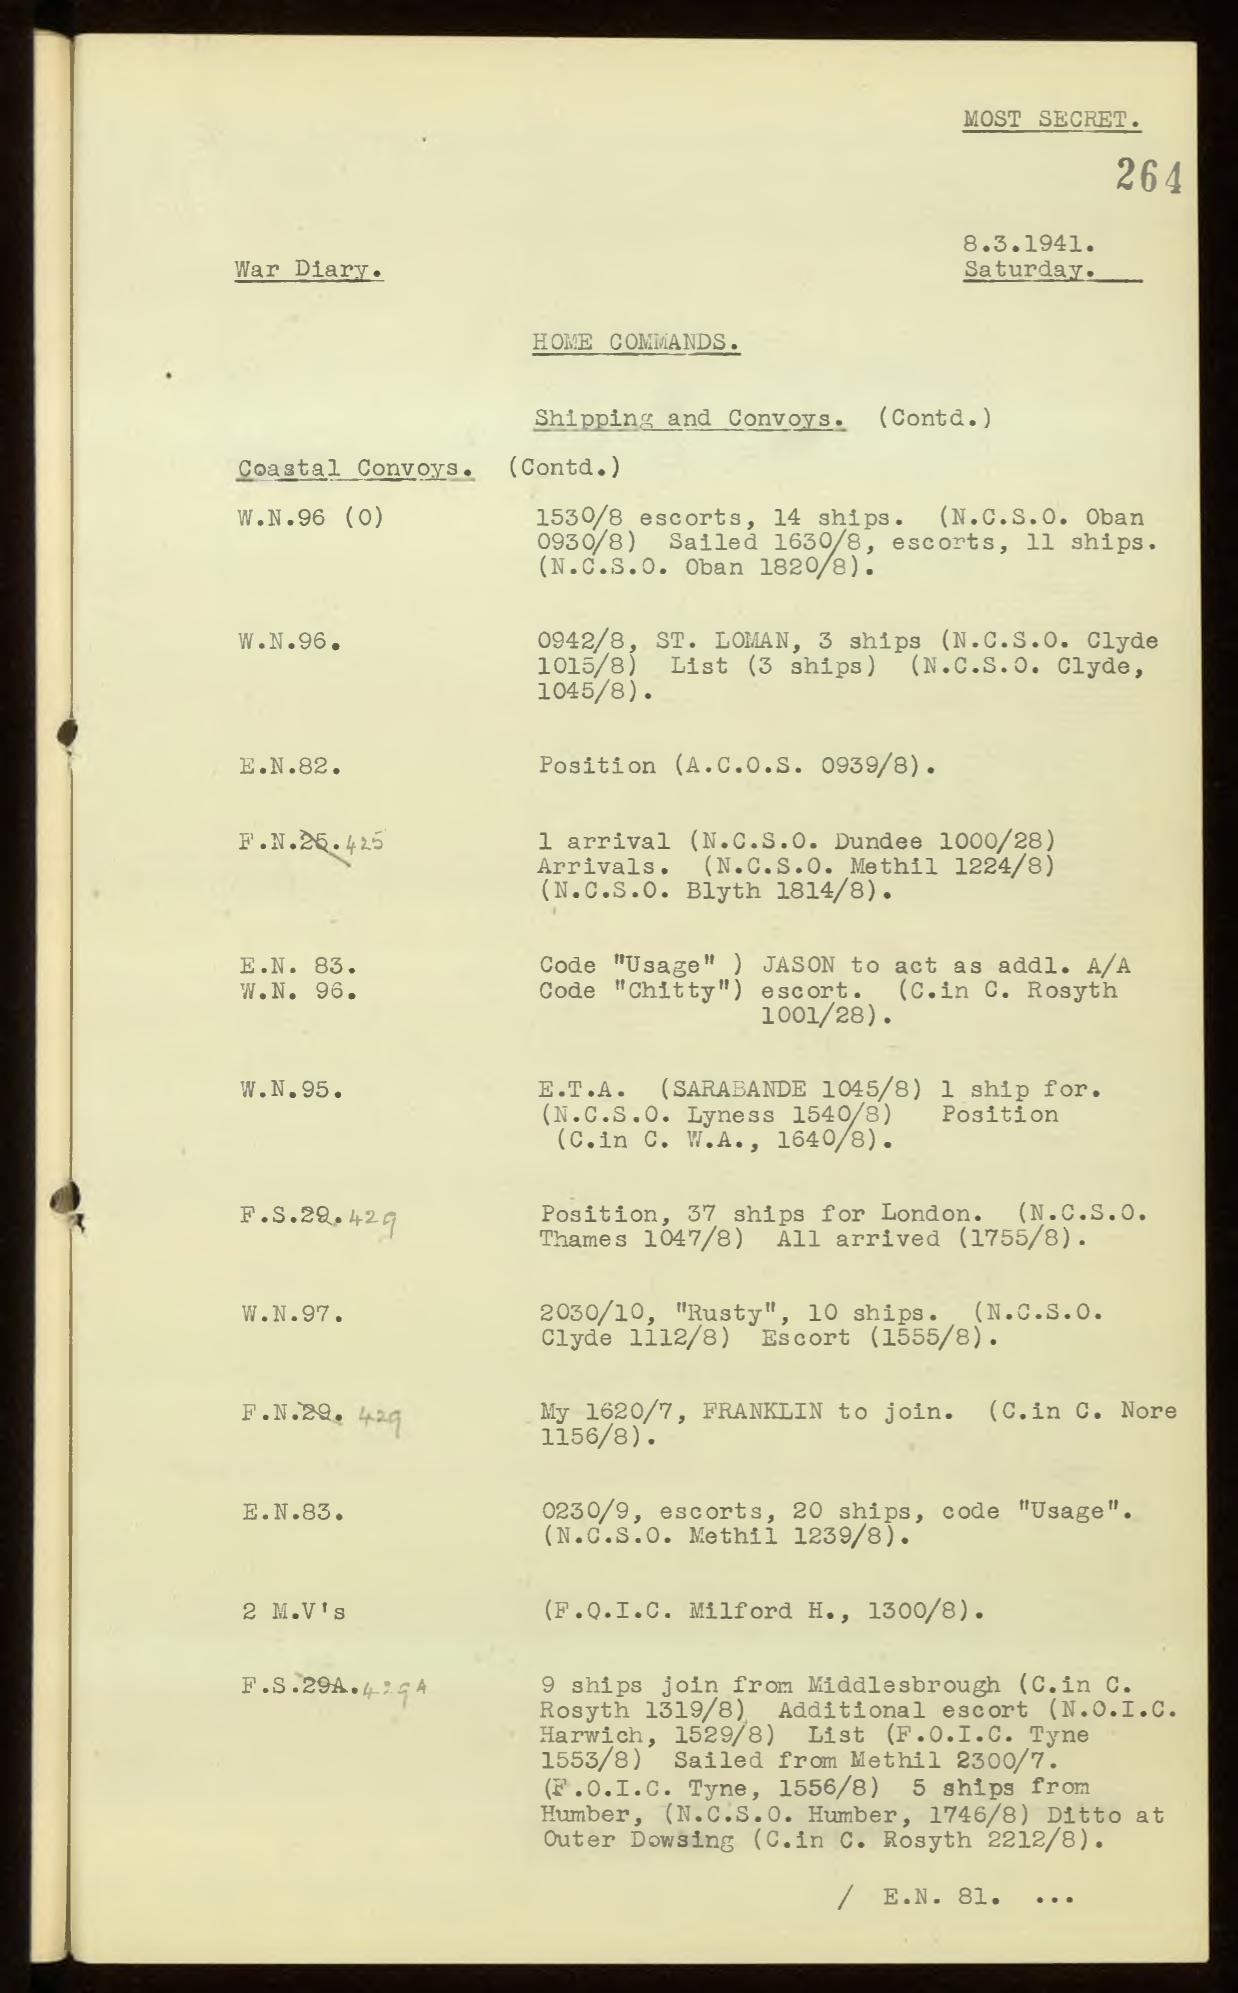 MOST SECRET.
264
8.3.1941.
War Diary. Saturday.
HOME COMMANDS.
Shipping and Convoys. (Contd.)
Coastal Convoys. (Contd.)
W.N.96 (O) 1530/8 escorts, 14 ships. (N.C.S.O. Oban
0930/8) Sailed 1630/8, escorts, 11 ships.
(N.C.S.O. Oban 1820/8).
W.N.96. 0942/8, ST. LOMAN, 3 ships (N.C.S.O. Clyde
1015/8) List (3 ships) (N.C.S.O. Clyde,
1045/8).
E.N.82. Position (A.C.O.S. 0939/8).
F.N.25. 425 1 arrival (N.C.S.O. Dundee 1000/28)
Arrivals. (N.C.S.O. Methil 1224/8)
(N.C.S.O. Blyth 1814/8).
E.N. 83. Code "Usage" ) JASON to act as addl. A/A
W.N. 96. Code "Chitty") escort. (C.in C. Rosyth
1001/28).
W.N.95. E.T.A. (SARABANDE 1045/8) 1 ship for.
(N.C.S.O. Lyness 1540/8) Position
(C.in C. W.A., 1640/8).
F.S.29. 429 Position, 37 ships for London. (N.C.S.O.
Thames 1047/8) All arrived (1755/8).
W.N.97. 2030/10, "Rusty", 10 ships. (N.C.S.O.
Clyde 1112/8) Escort (1555/8).
F.N.29. 429 My 1620/7, FRANKLIN to join. (C.in C. Nore
1156/8).
E.N.83. 0230/9, escorts, 20 ships, code "Usage".
(N.C.S.O. Methil 1239/8).
2 M.V's (F.O.I.C. Milford H., 1300/8).
F.S.29A. 429A 9 ships join from Middlesbrough (C.in C.
Rosyth 1319/8) Additional escort (N.O.I.C.
Harwich, 1529/8) List (F.O.I.C. Tyne
1553/8) Sailed from Methil 2300/7.
(F.O.I.C. Tyne, 1556/8) 5 ships from
Humber, (N.C.S.O. Humber, 1746/8) Ditto at
Outer Dowsing (C.in C. Rosyth 2212/8).
/ E.N. 81. ...